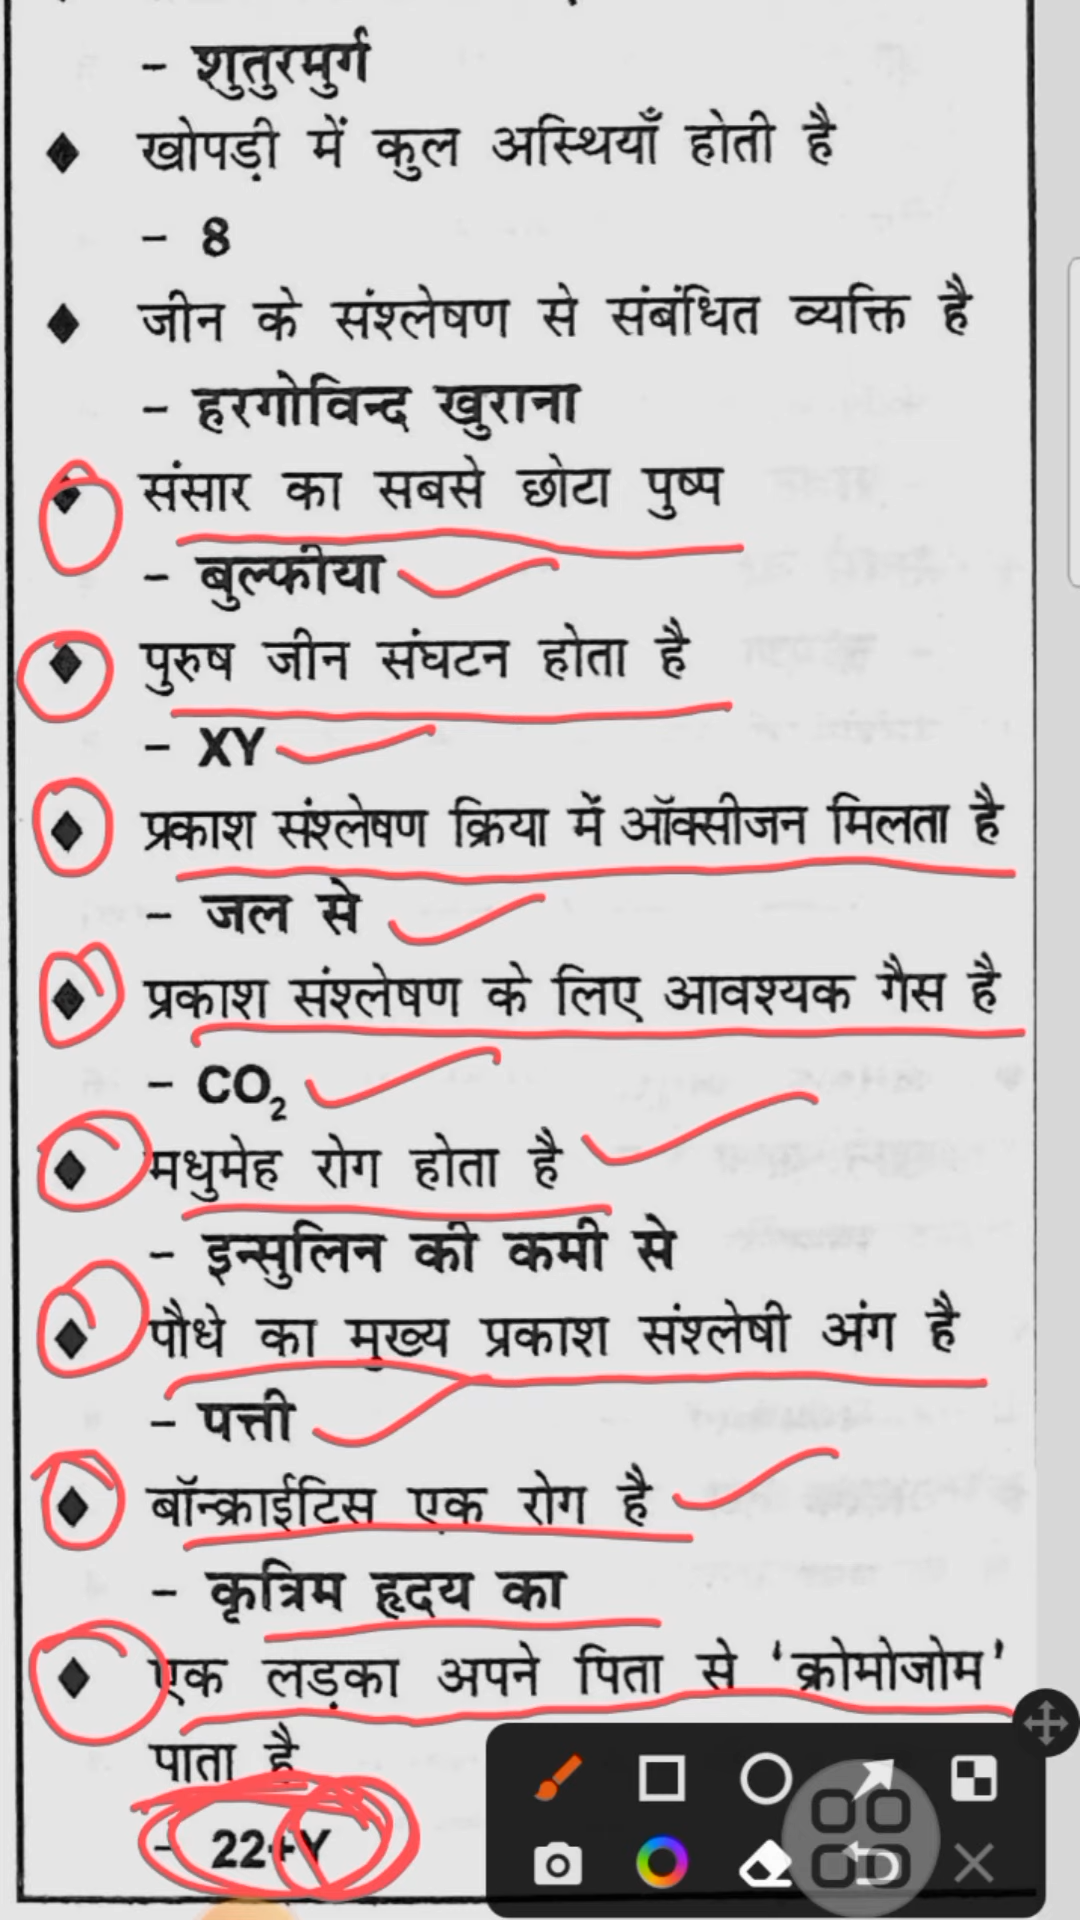 - शुतुरमुर्ग
◆ खोपड़ी में कुल अस्थियाँ होती है
- 8
◆ जीन के संश्लेषण से संबंधित व्यक्ति है
- हरगोविन्द खुराना
◆ संसार का सबसे छोटा पुष्प
- बुल्फीया
◆ पुरुष जीन संघटन होता है
- XY
◆ प्रकाश संश्लेषण क्रिया में ऑक्सीजन मिलता है
- जल से
◆ प्रकाश संश्लेषण के लिए आवश्यक गैस है
- CO₂
◆ मधुमेह रोग होता है
- इन्सुलिन की कमी से
◆ पौधे का मुख्य प्रकाश संश्लेषी अंग है
- पत्ती
◆ बॉन्क्राईटिस एक रोग है
- कृत्रिम हृदय का
◆ एक लड़का अपने पिता से ‘क्रोमोजोम’
पाता है
- 22+Y